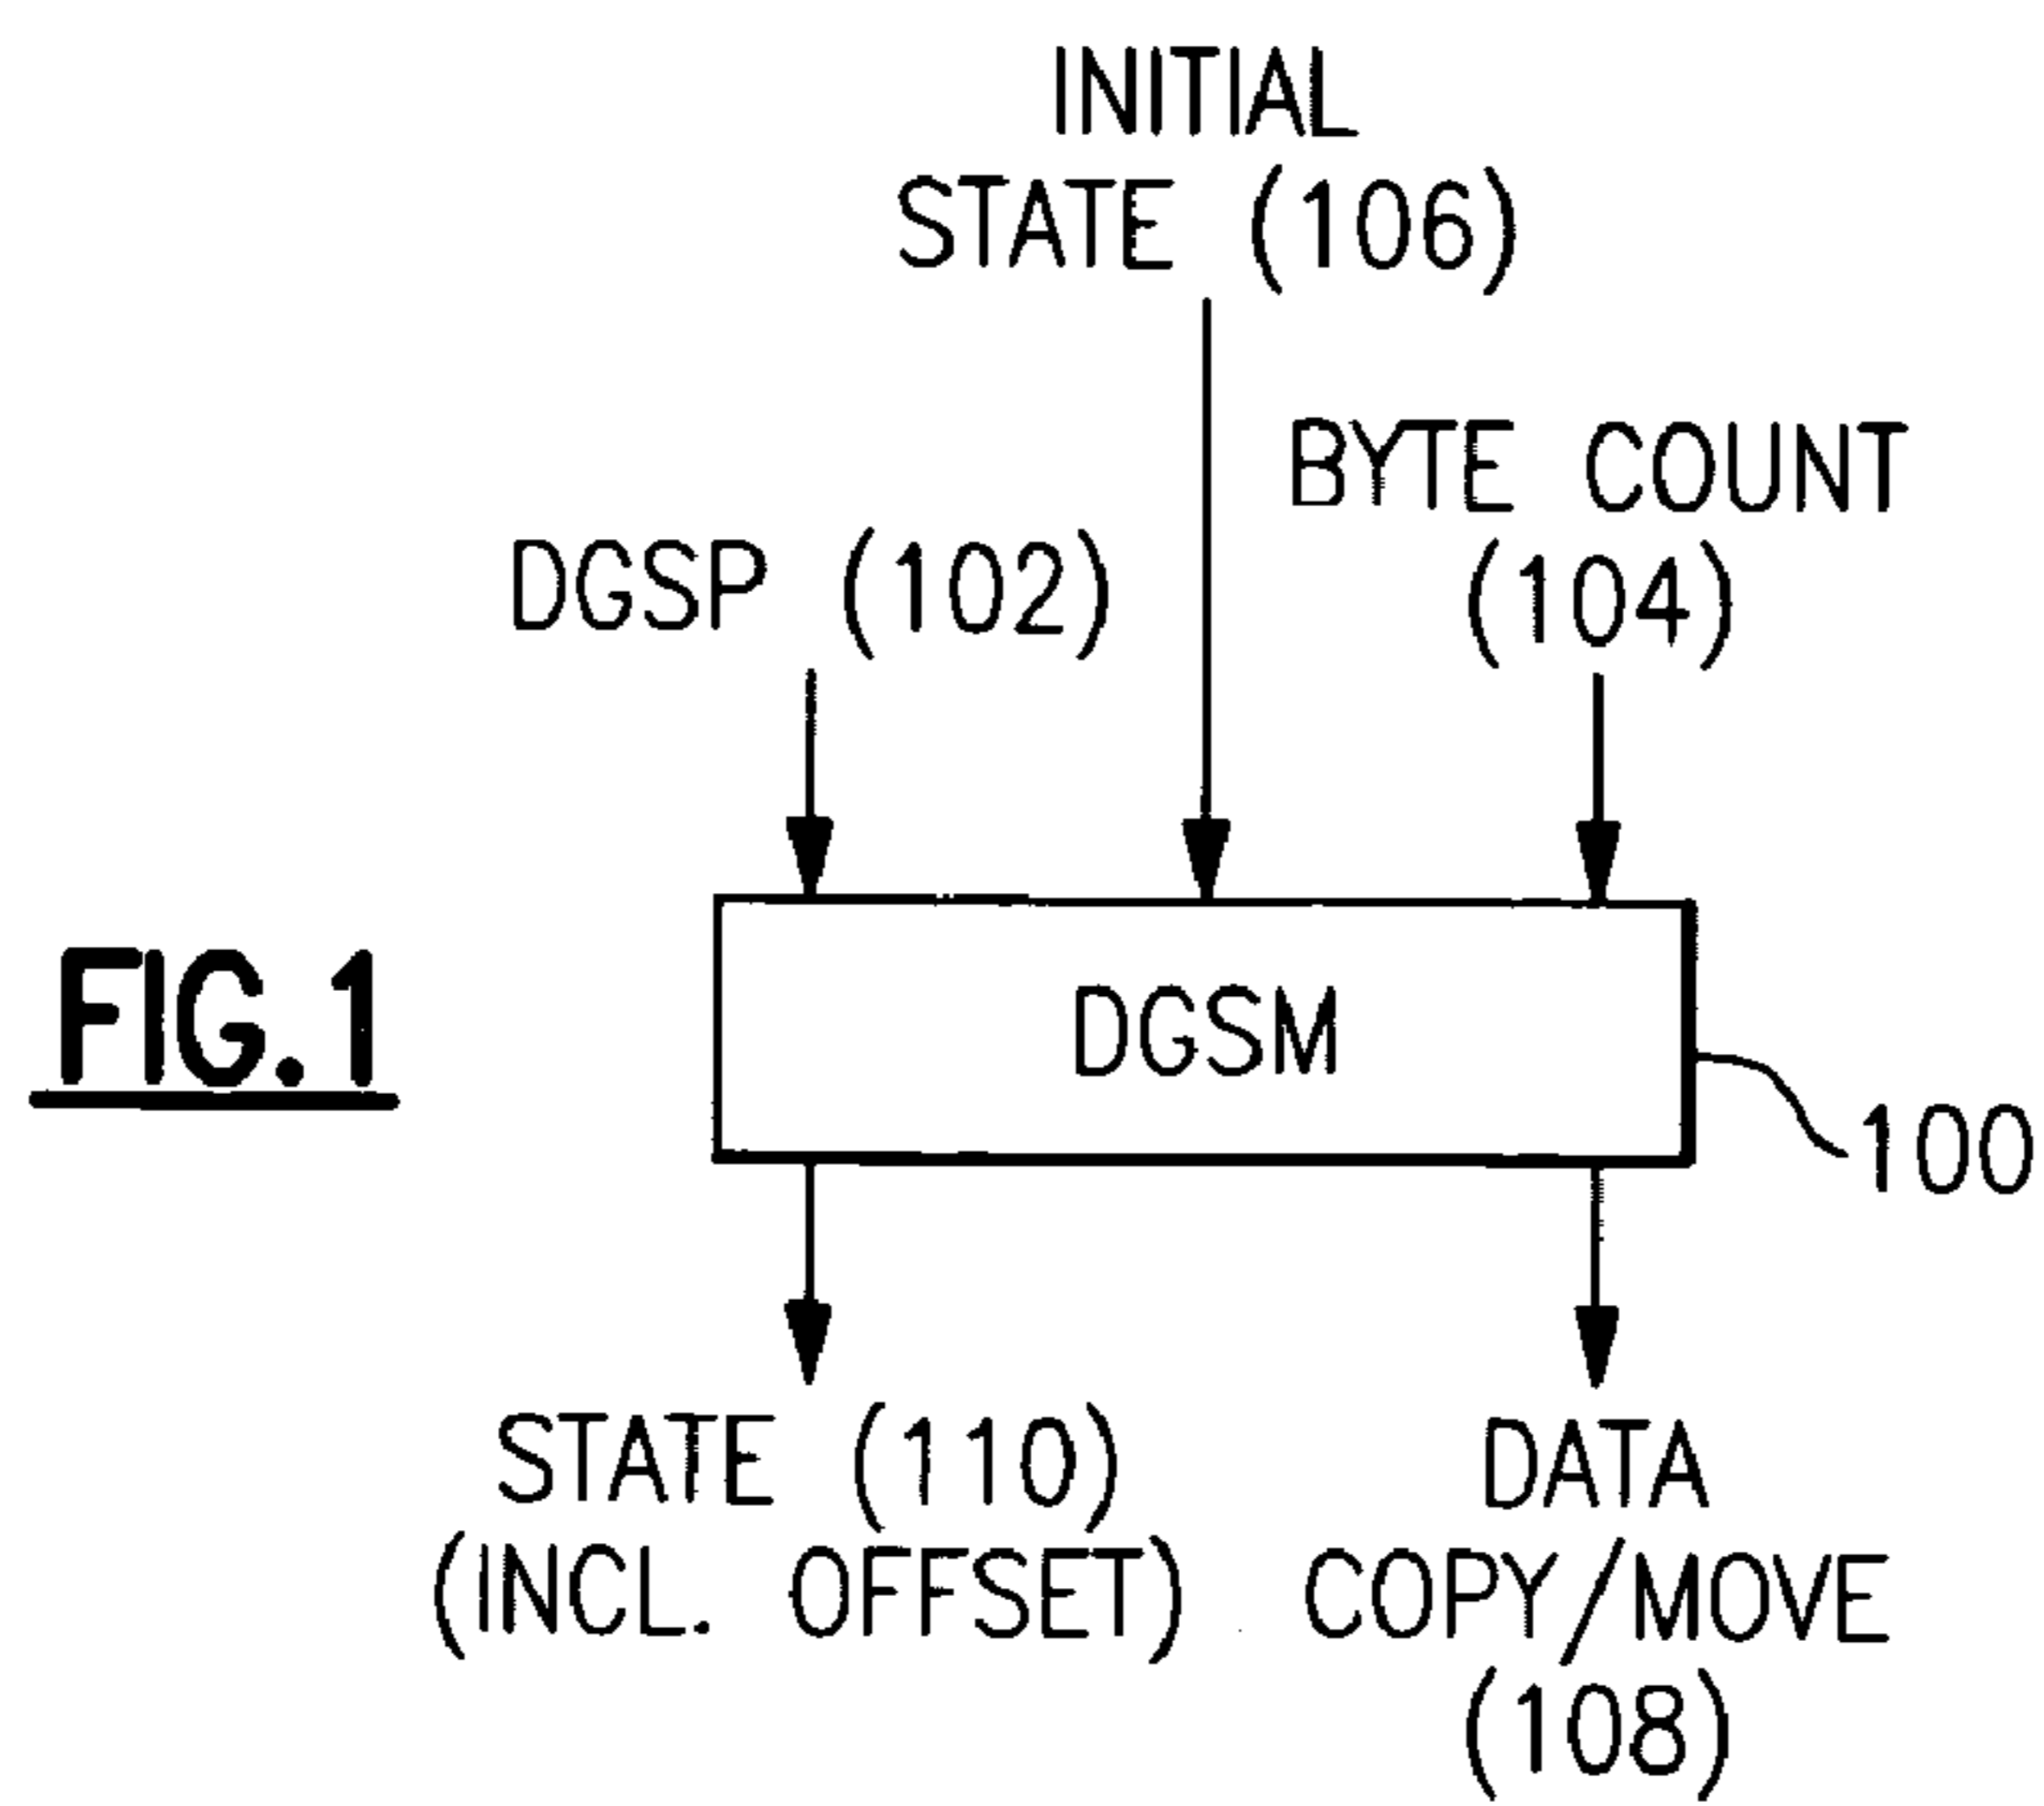 INITIAL
STATE (106)
BYTE COUNT
(104)
DGSP (102)
FIG.1
DGSM
100
STATE (110)
(INCL. OFFSET)
DATA
COPY/MOVE
(108)